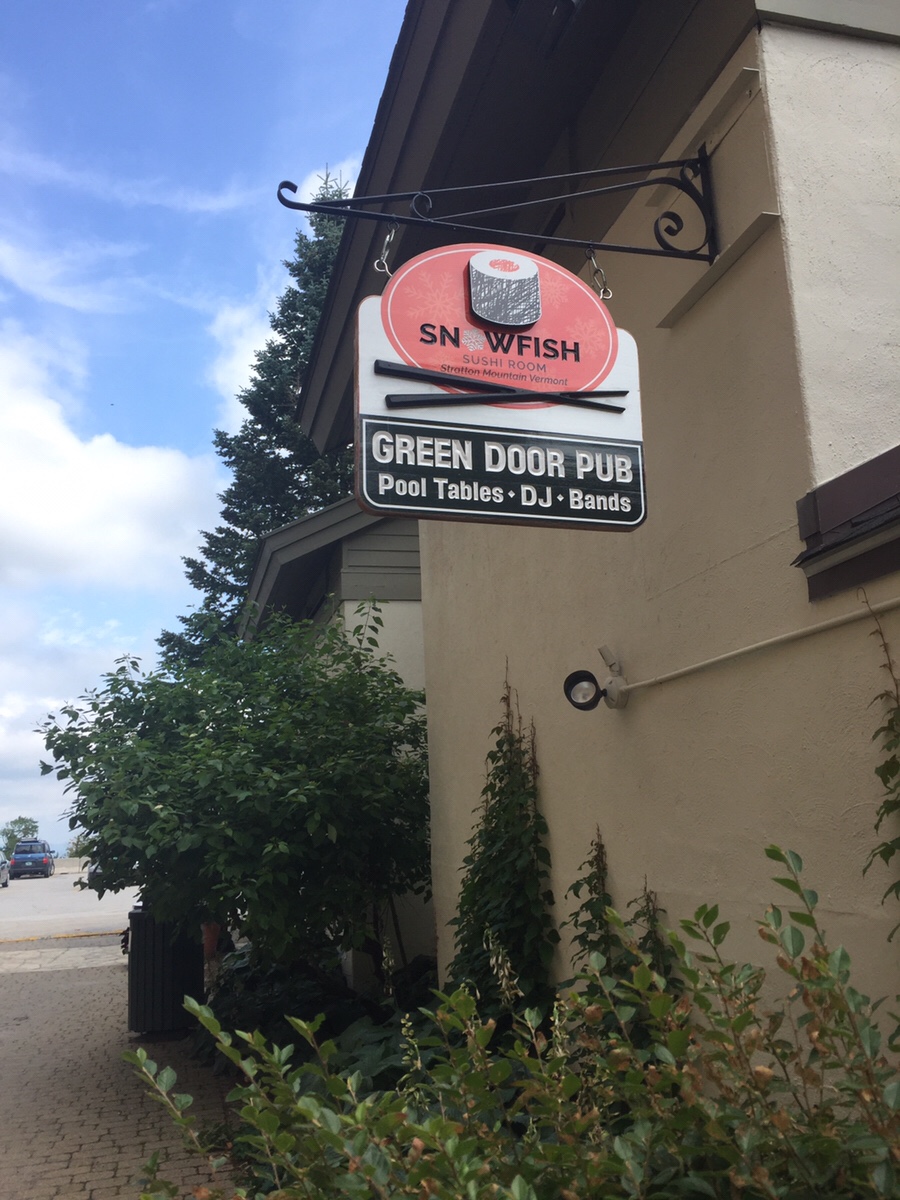 SNOWFISH
SUSHI ROOM
Stratton Mountain Vermont
GREEN DOOR PUB
Pool Tables • DJ • Bands